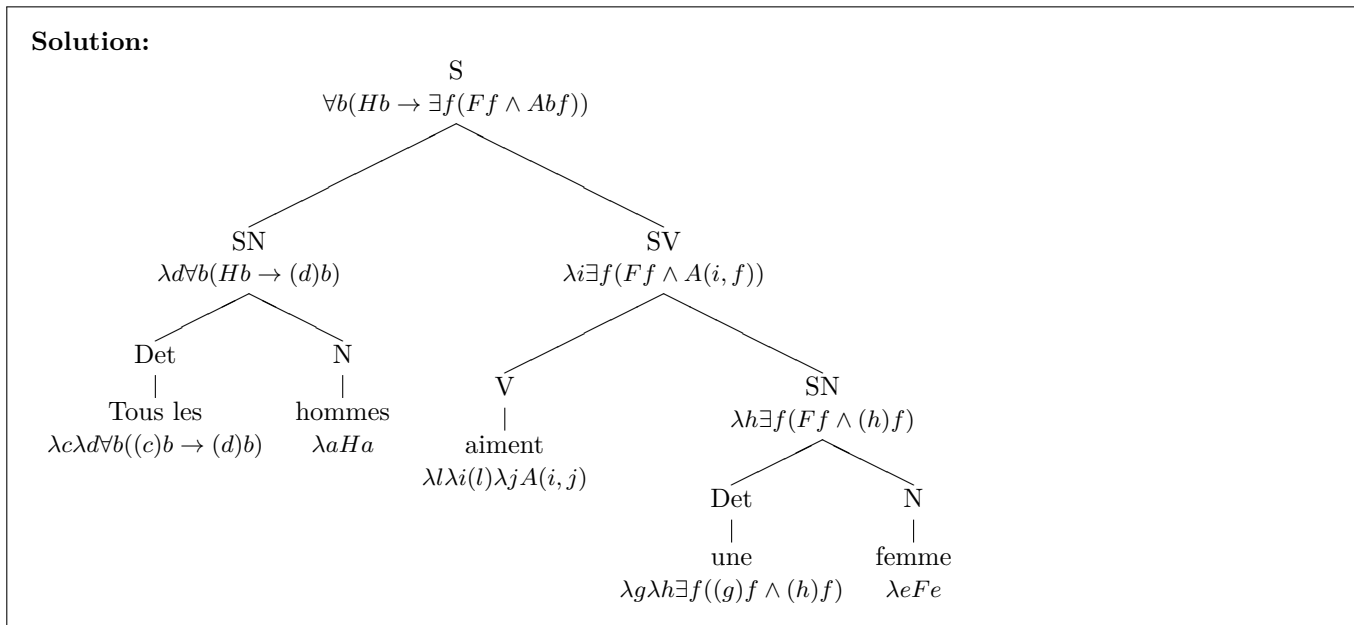 Solution:
S
∀b(Hb → ∃f(Ff ∧ Abf))
SN SV
λd∀b(Hb → (d)b) λi∃f(Ff ∧ A(i, f))
Det N
V SN
Tous les hommes
λh∃f(Ff ∧ (h)f)
λcλd∀b((c)b → (d)b) λaHa
aiment
λlλi(l)λjA(i, j)
Det N
une femme
λgλh∃f((g)f ∧ (h)f) λeFe